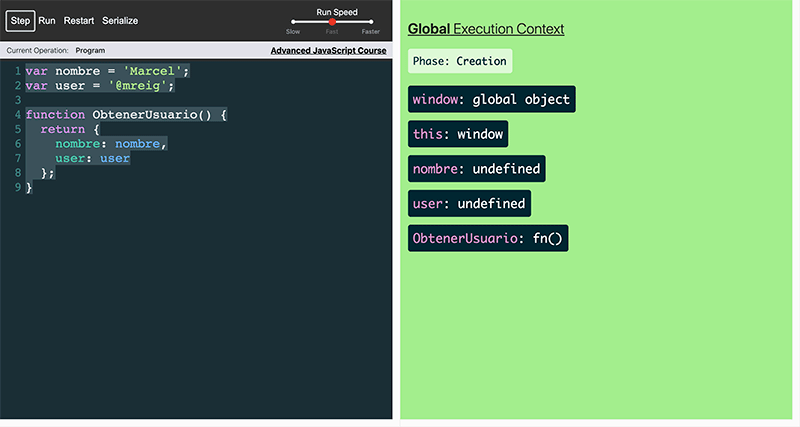 Step Run Restart Serialize
Run Speed
Slow Fast Faster
Current Operation: Program Advanced JavaScript Course
1 var nombre = 'Marcel';
2 var user = '@mreig';
3
4 function ObtenerUsuario() {
5 return {
6 nombre: nombre,
7 user: user
8 };
9 }
Global Execution Context
Phase: Creation
window: global object
this: window
nombre: undefined
user: undefined
ObtenerUsuario: fn()